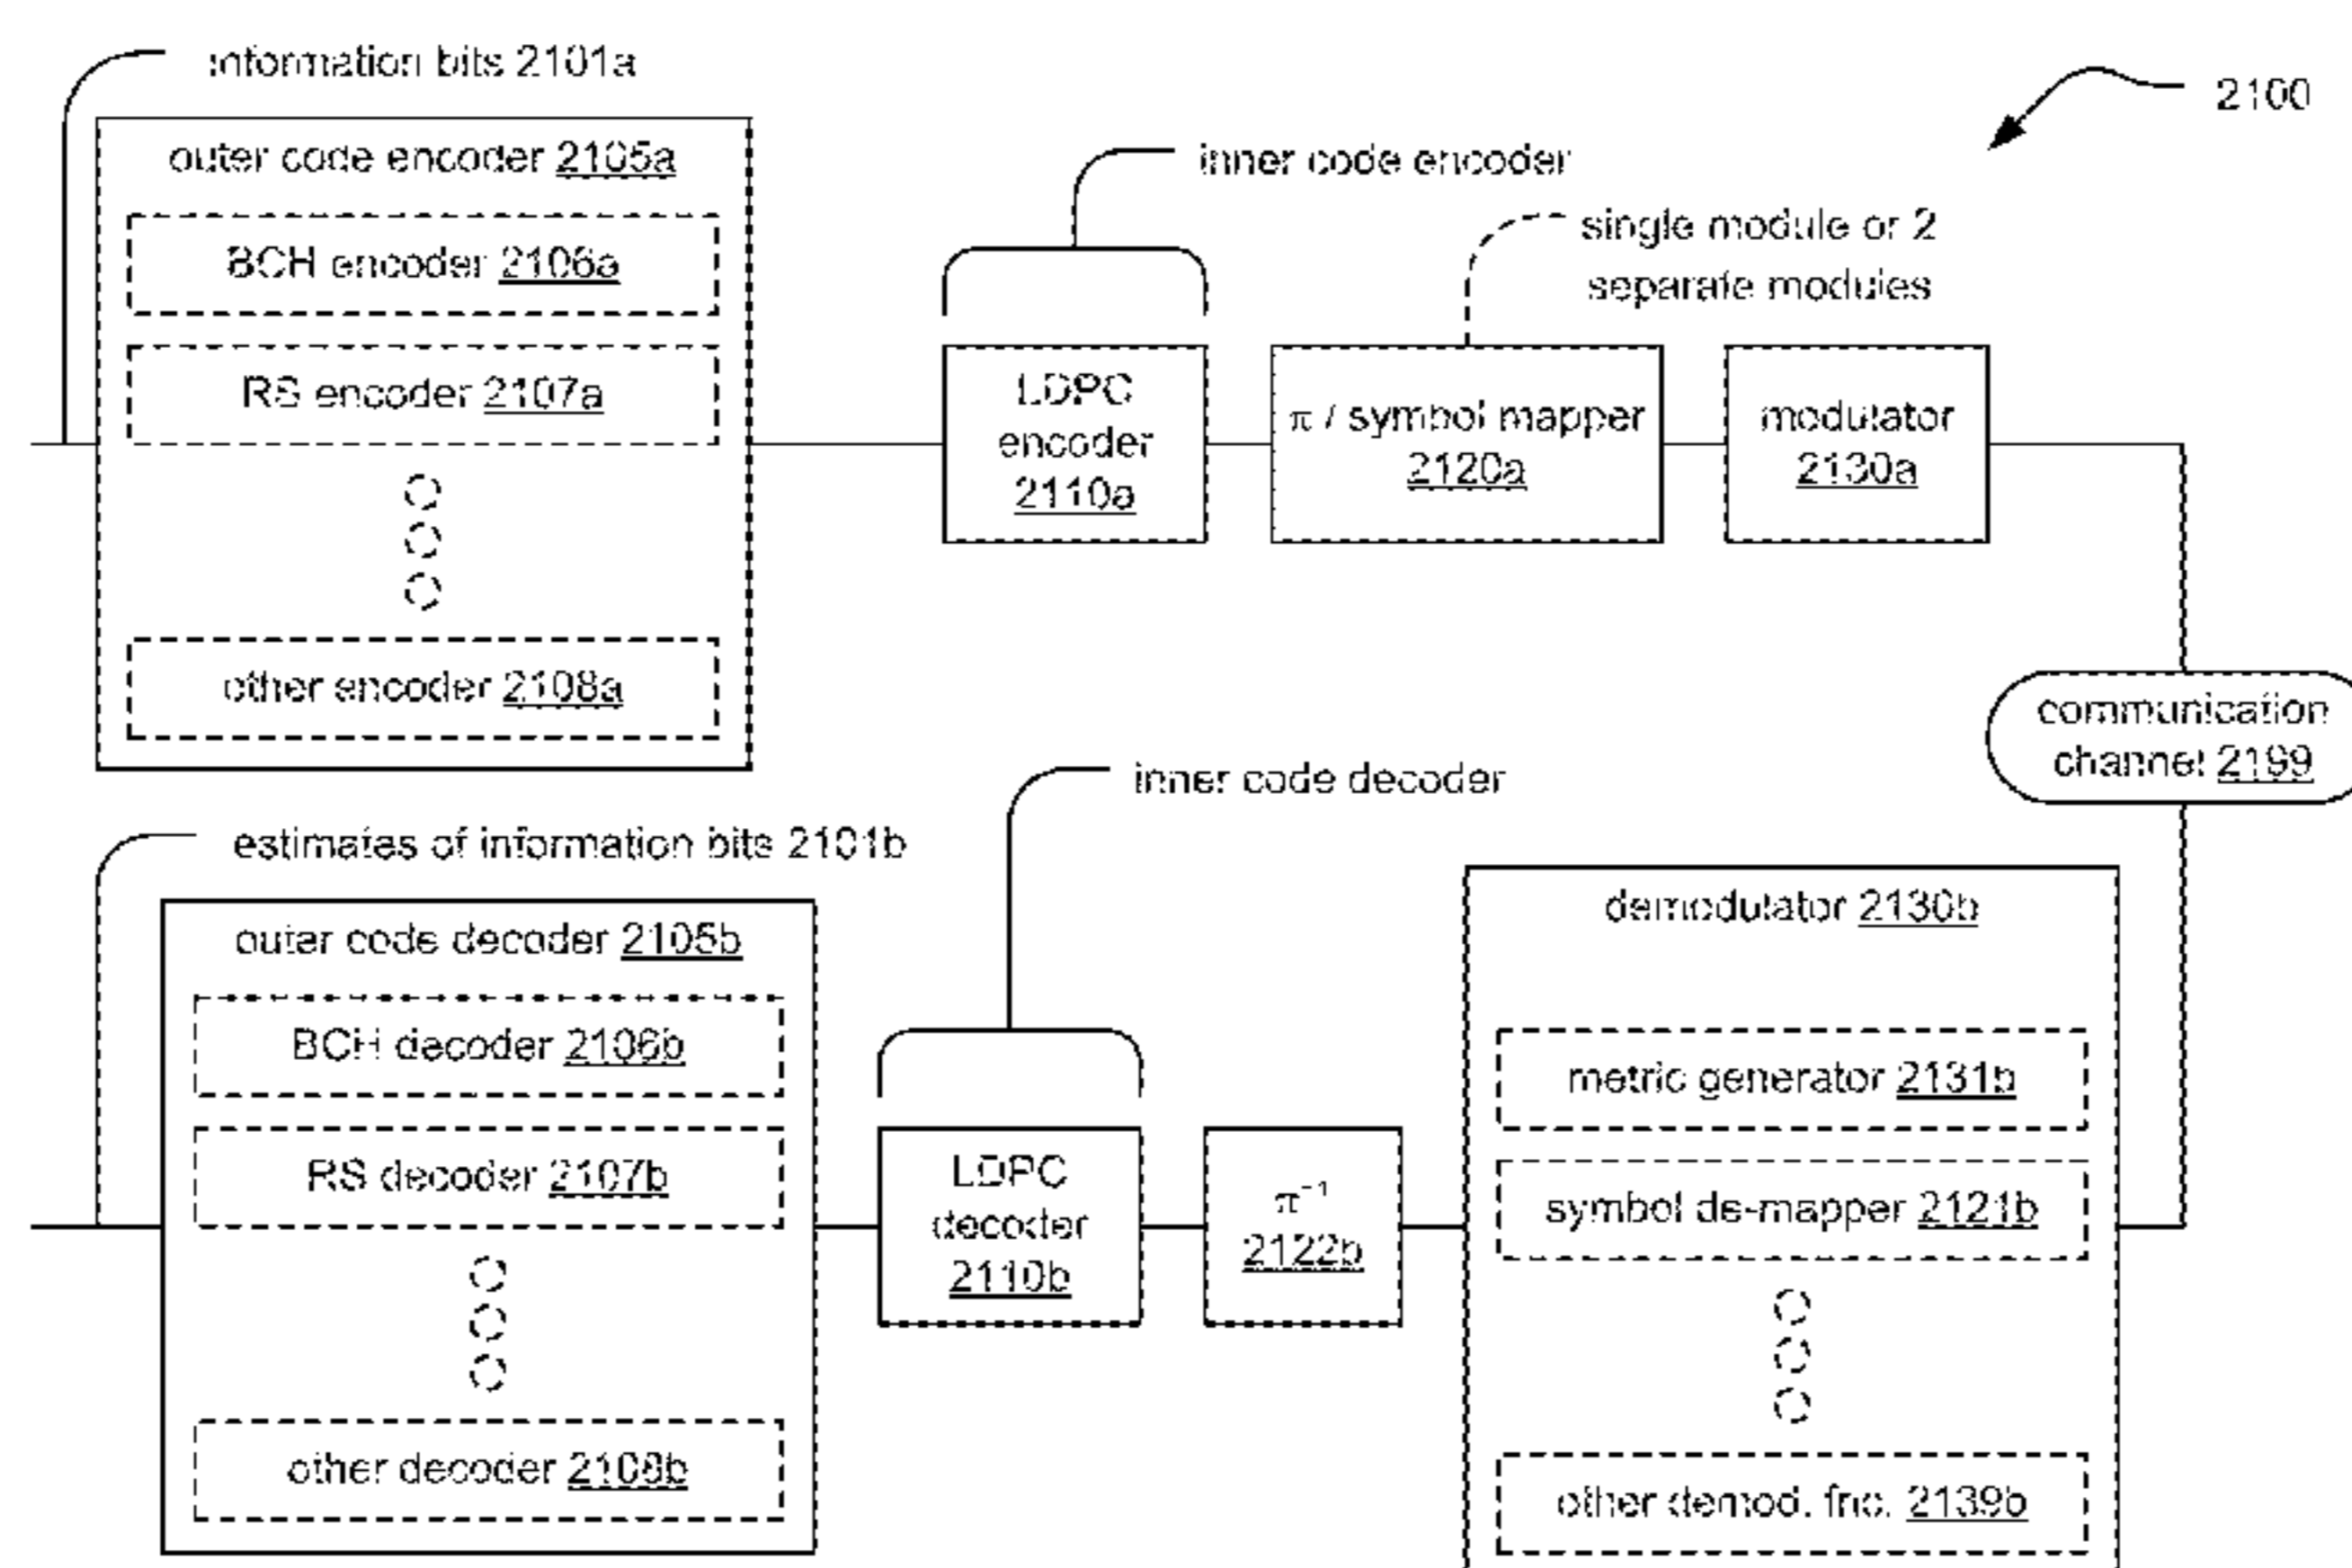 information bits 2101a
2100
outer code encoder 2105a
inner code encoder
single module or 2
separate modules
BCH encoder 2106a
RS encoder 2107a
LDPC
encoder
2110a
π / symbol mapper
2120a
modulator
2130a
other encoder 2108a
communication
channel 2199
inner code decoder
estimates of information bits 2101b
demodulator 2130b
outer code decoder 2105b
BCH decoder 2106b
metric generator 2131b
RS decoder 2107b
LDPC
decoder
2110b
π⁻¹
2122b
symbol de-mapper 2121b
other decoder 2108b
other demod. fnc. 2139b